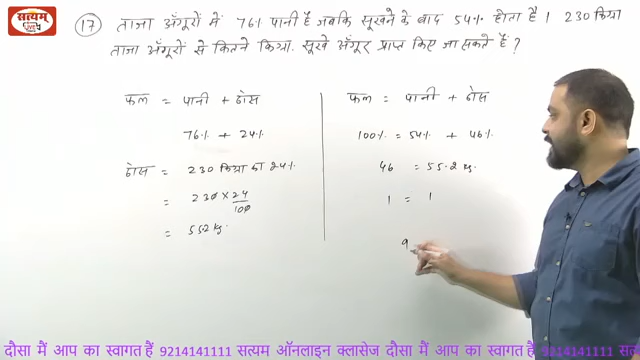 सत्यम्
17 ताजा अँगूरों में 76% पानी है जबकि सूखने के बाद 54% होता है। 230 किग्रा
ताजा अँगूरों से कितने किग्रा. सूखे अँगूर प्राप्त किए जा सकते हैं ?
फल = पानी + ठोस
76% + 24%
ठोस = 230 किग्रा का 24%
= 230 × 24
100
= 552 kg.
फल = पानी + ठोस
100% = 54% + 46%
46 = 55.2 kg.
1 = 1
9
दौसा मैं आप का स्वागत हैं 9214141111 सत्यम ऑनलाइन क्लासेज दौसा मैं आप का स्वागत हैं 9214141111